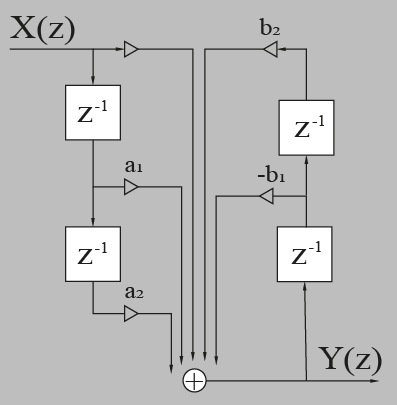 X(z)
b₂
z⁻¹
z⁻¹
a₁
-b₁
z⁻¹
z⁻¹
a₂
Y(z)